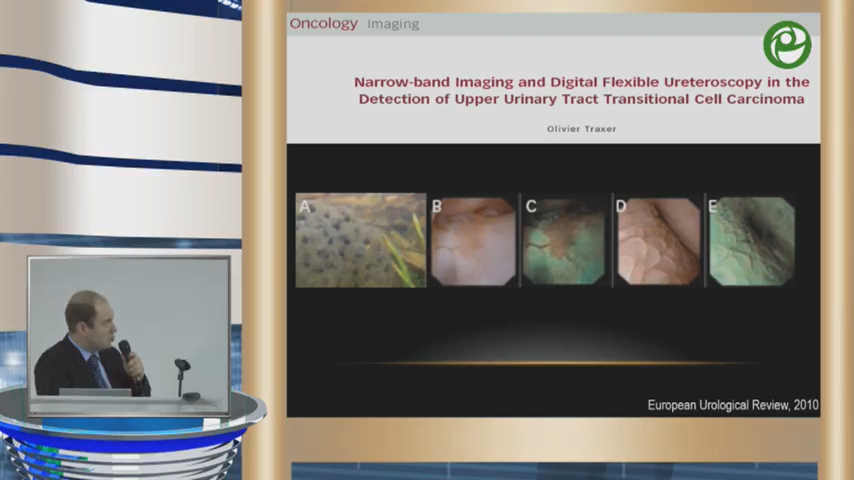 Oncology Imaging
Narrow-band Imaging and Digital Flexible Ureteroscopy in the
Detection of Upper Urinary Tract Transitional Cell Carcinoma
Olivier Traxer
A B C D E
European Urological Review, 2010